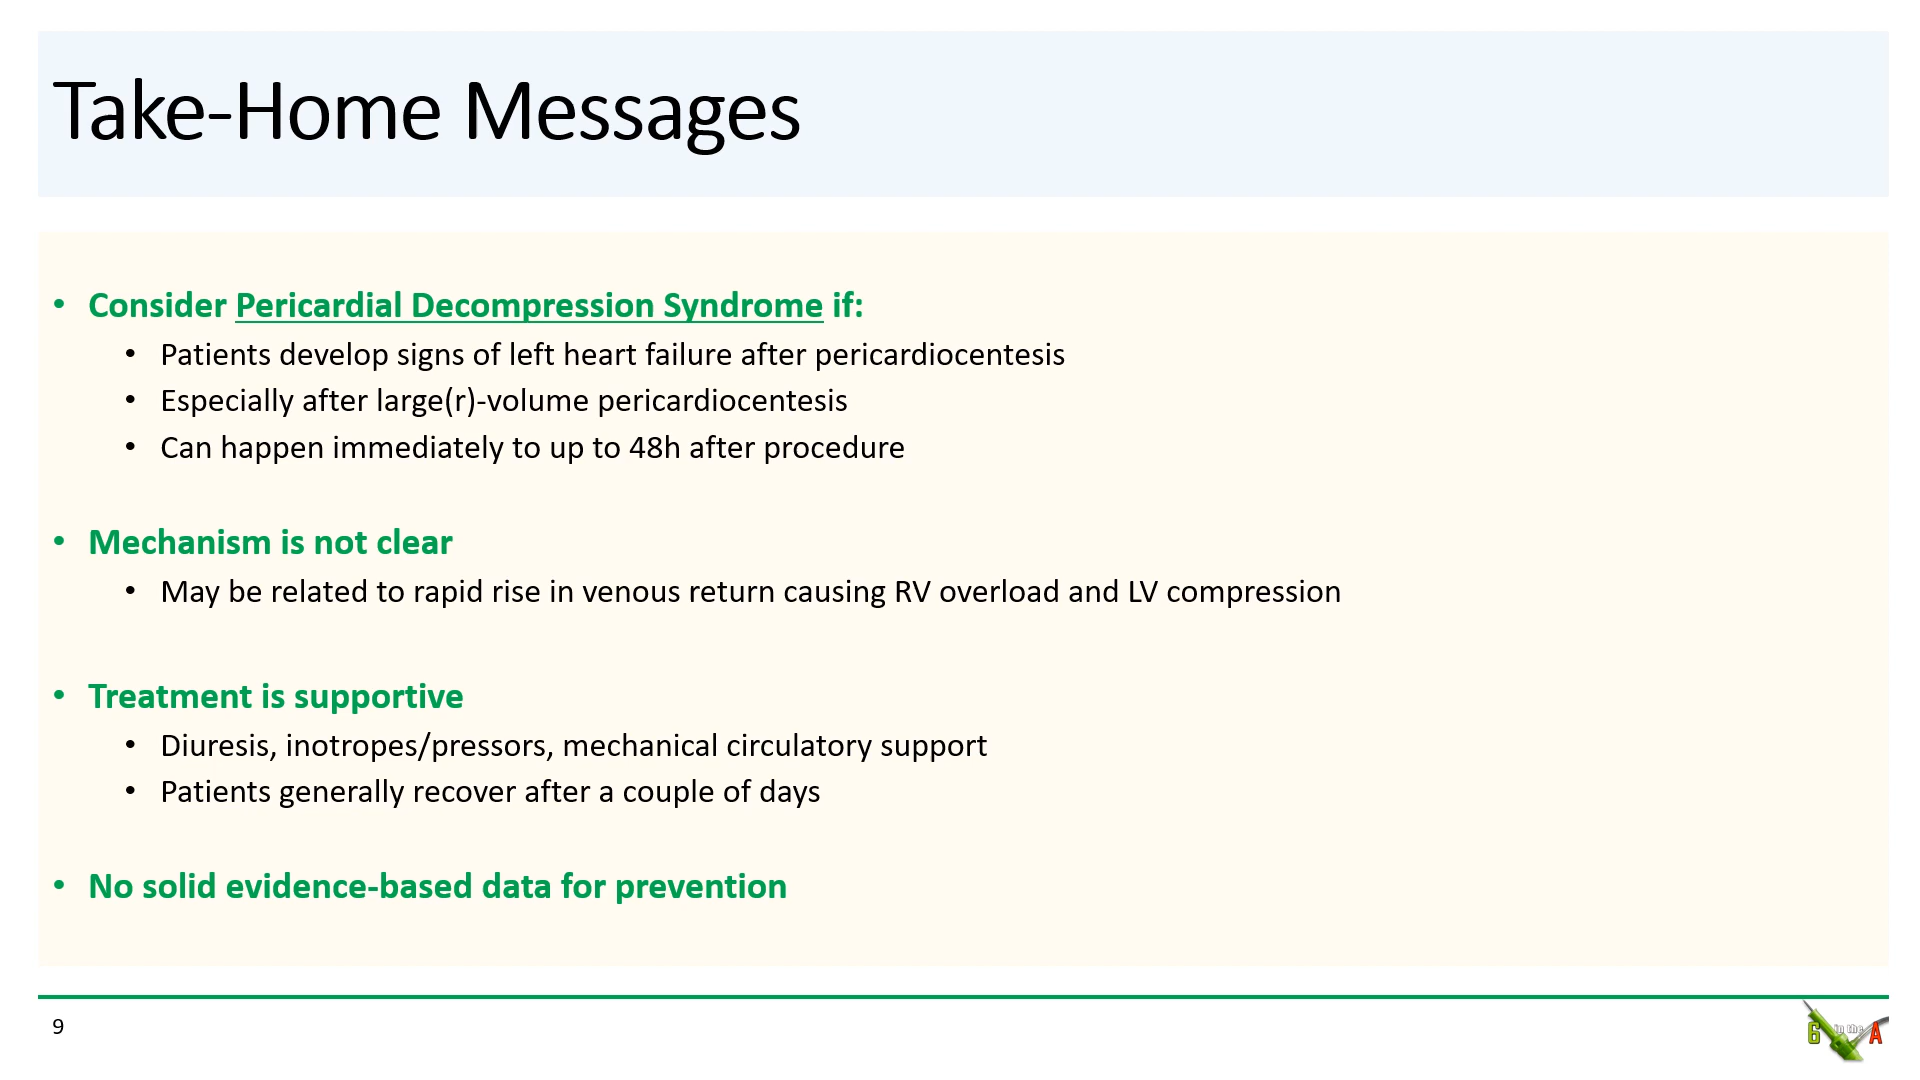 Take-Home Messages
• Consider Pericardial Decompression Syndrome if:
• Patients develop signs of left heart failure after pericardiocentesis
• Especially after large(r)-volume pericardiocentesis
• Can happen immediately to up to 48h after procedure
• Mechanism is not clear
• May be related to rapid rise in venous return causing RV overload and LV compression
• Treatment is supportive
• Diuresis, inotropes/pressors, mechanical circulatory support
• Patients generally recover after a couple of days
• No solid evidence-based data for prevention
9
6 in the A